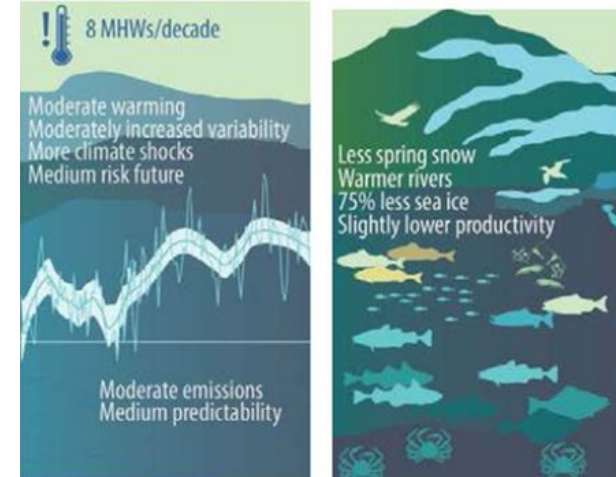 ! 8 MHWs/decade
Moderate warming
Moderately increased variability
More climate shocks
Medium risk future
Moderate emissions
Medium predictability
Less spring snow
Warmer rivers
75% less sea ice
Slightly lower productivity